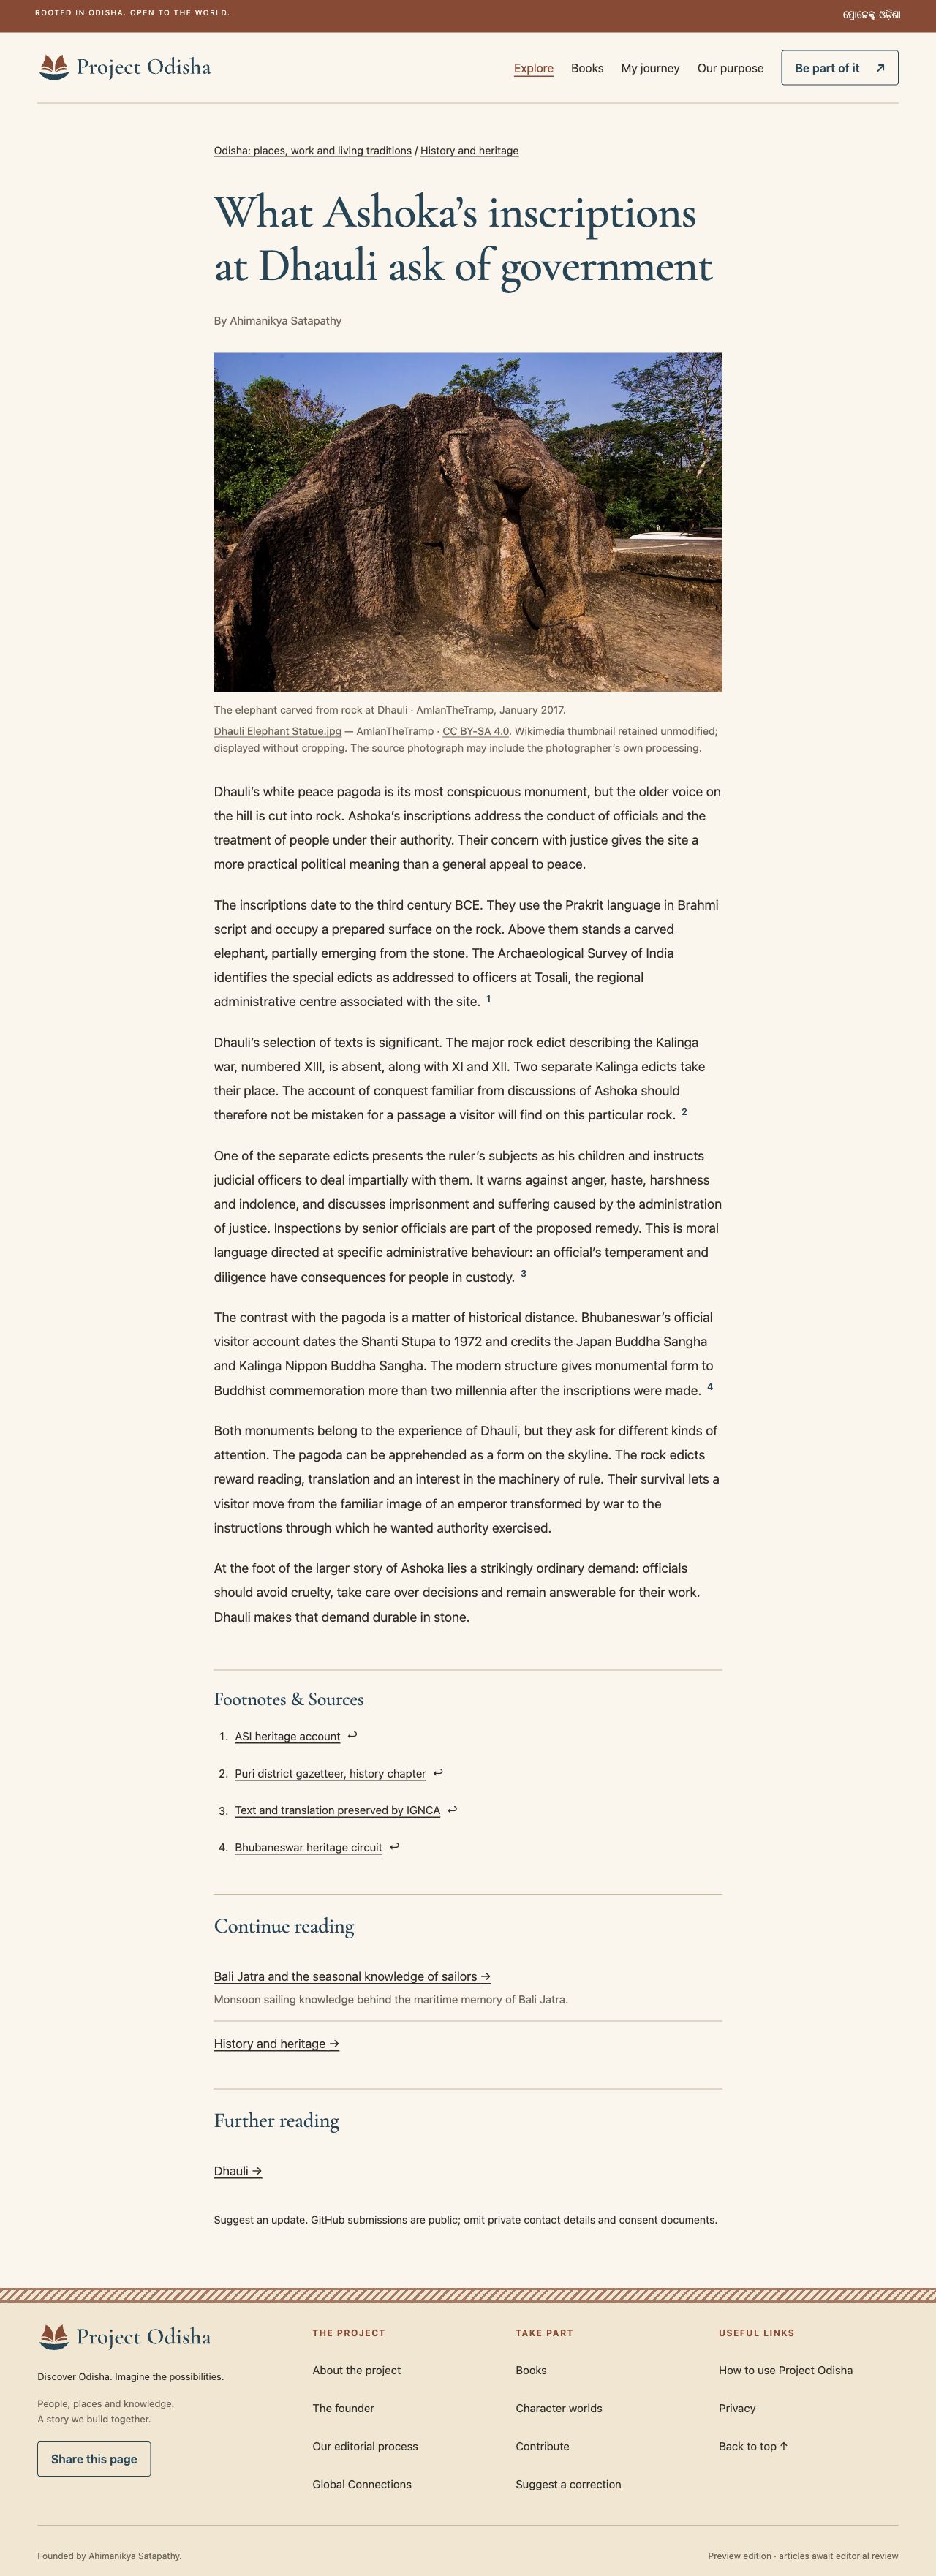 ROOTED IN ODISHA. OPEN TO THE WORLD.
ପ୍ରୋଜେକ୍ଟ ଓଡ଼ିଶା
Project Odisha
Explore
Books
My journey
Our purpose
Be part of it ↗
Odisha: places, work and living traditions / History and heritage
What Ashoka’s inscriptions
at Dhauli ask of government
By Ahimanikya Satapathy
The elephant carved from rock at Dhauli · AmlanTheTramp, January 2017.
Dhauli Elephant Statue.jpg — AmlanTheTramp · CC BY-SA 4.0. Wikimedia thumbnail retained unmodified;
displayed without cropping. The source photograph may include the photographer’s own processing.
Dhauli’s white peace pagoda is its most conspicuous monument, but the older voice on
the hill is cut into rock. Ashoka’s inscriptions address the conduct of officials and the
treatment of people under their authority. Their concern with justice gives the site a
more practical political meaning than a general appeal to peace.
The inscriptions date to the third century BCE. They use the Prakrit language in Brahmi
script and occupy a prepared surface on the rock. Above them stands a carved
elephant, partially emerging from the stone. The Archaeological Survey of India
identifies the special edicts as addressed to officers at Tosali, the regional
administrative centre associated with the site. 1
Dhauli’s selection of texts is significant. The major rock edict describing the Kalinga
war, numbered XIII, is absent, along with XI and XII. Two separate Kalinga edicts take
their place. The account of conquest familiar from discussions of Ashoka should
therefore not be mistaken for a passage a visitor will find on this particular rock. 2
One of the separate edicts presents the ruler’s subjects as his children and instructs
judicial officers to deal impartially with them. It warns against anger, haste, harshness
and indolence, and discusses imprisonment and suffering caused by the administration
of justice. Inspections by senior officials are part of the proposed remedy. This is moral
language directed at specific administrative behaviour: an official’s temperament and
diligence have consequences for people in custody. 3
The contrast with the pagoda is a matter of historical distance. Bhubaneswar’s official
visitor account dates the Shanti Stupa to 1972 and credits the Japan Buddha Sangha
and Kalinga Nippon Buddha Sangha. The modern structure gives monumental form to
Buddhist commemoration more than two millennia after the inscriptions were made. 4
Both monuments belong to the experience of Dhauli, but they ask for different kinds of
attention. The pagoda can be apprehended as a form on the skyline. The rock edicts
reward reading, translation and an interest in the machinery of rule. Their survival lets a
visitor move from the familiar image of an emperor transformed by war to the
instructions through which he wanted authority exercised.
At the foot of the larger story of Ashoka lies a strikingly ordinary demand: officials
should avoid cruelty, take care over decisions and remain answerable for their work.
Dhauli makes that demand durable in stone.
Footnotes & Sources
1. ASI heritage account ↩
2. Puri district gazetteer, history chapter ↩
3. Text and translation preserved by IGNCA ↩
4. Bhubaneswar heritage circuit ↩
Continue reading
Bali Jatra and the seasonal knowledge of sailors →
Monsoon sailing knowledge behind the maritime memory of Bali Jatra.
History and heritage →
Further reading
Dhauli →
Suggest an update. GitHub submissions are public; omit private contact details and consent documents.
Project Odisha
Discover Odisha. Imagine the possibilities.
People, places and knowledge.
A story we build together.
Share this page
THE PROJECT
About the project
The founder
Our editorial process
Global Connections
TAKE PART
Books
Character worlds
Contribute
Suggest a correction
USEFUL LINKS
How to use Project Odisha
Privacy
Back to top ↑
Founded by Ahimanikya Satapathy.
Preview edition · articles await editorial review